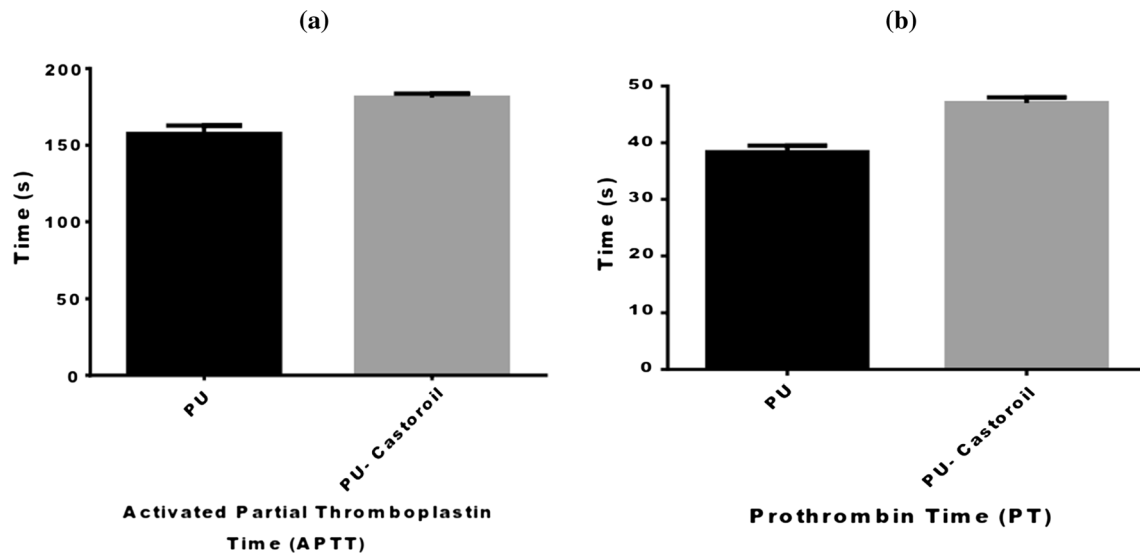 (a)
200
150
100
50
0
Time (s)
PU
PU- Castoroil
Activated Partial Thromboplastin
Time (APTT)
(b)
50
40
30
20
10
0
Time (s)
PU
PU- Castoroil
Prothrombin Time (PT)